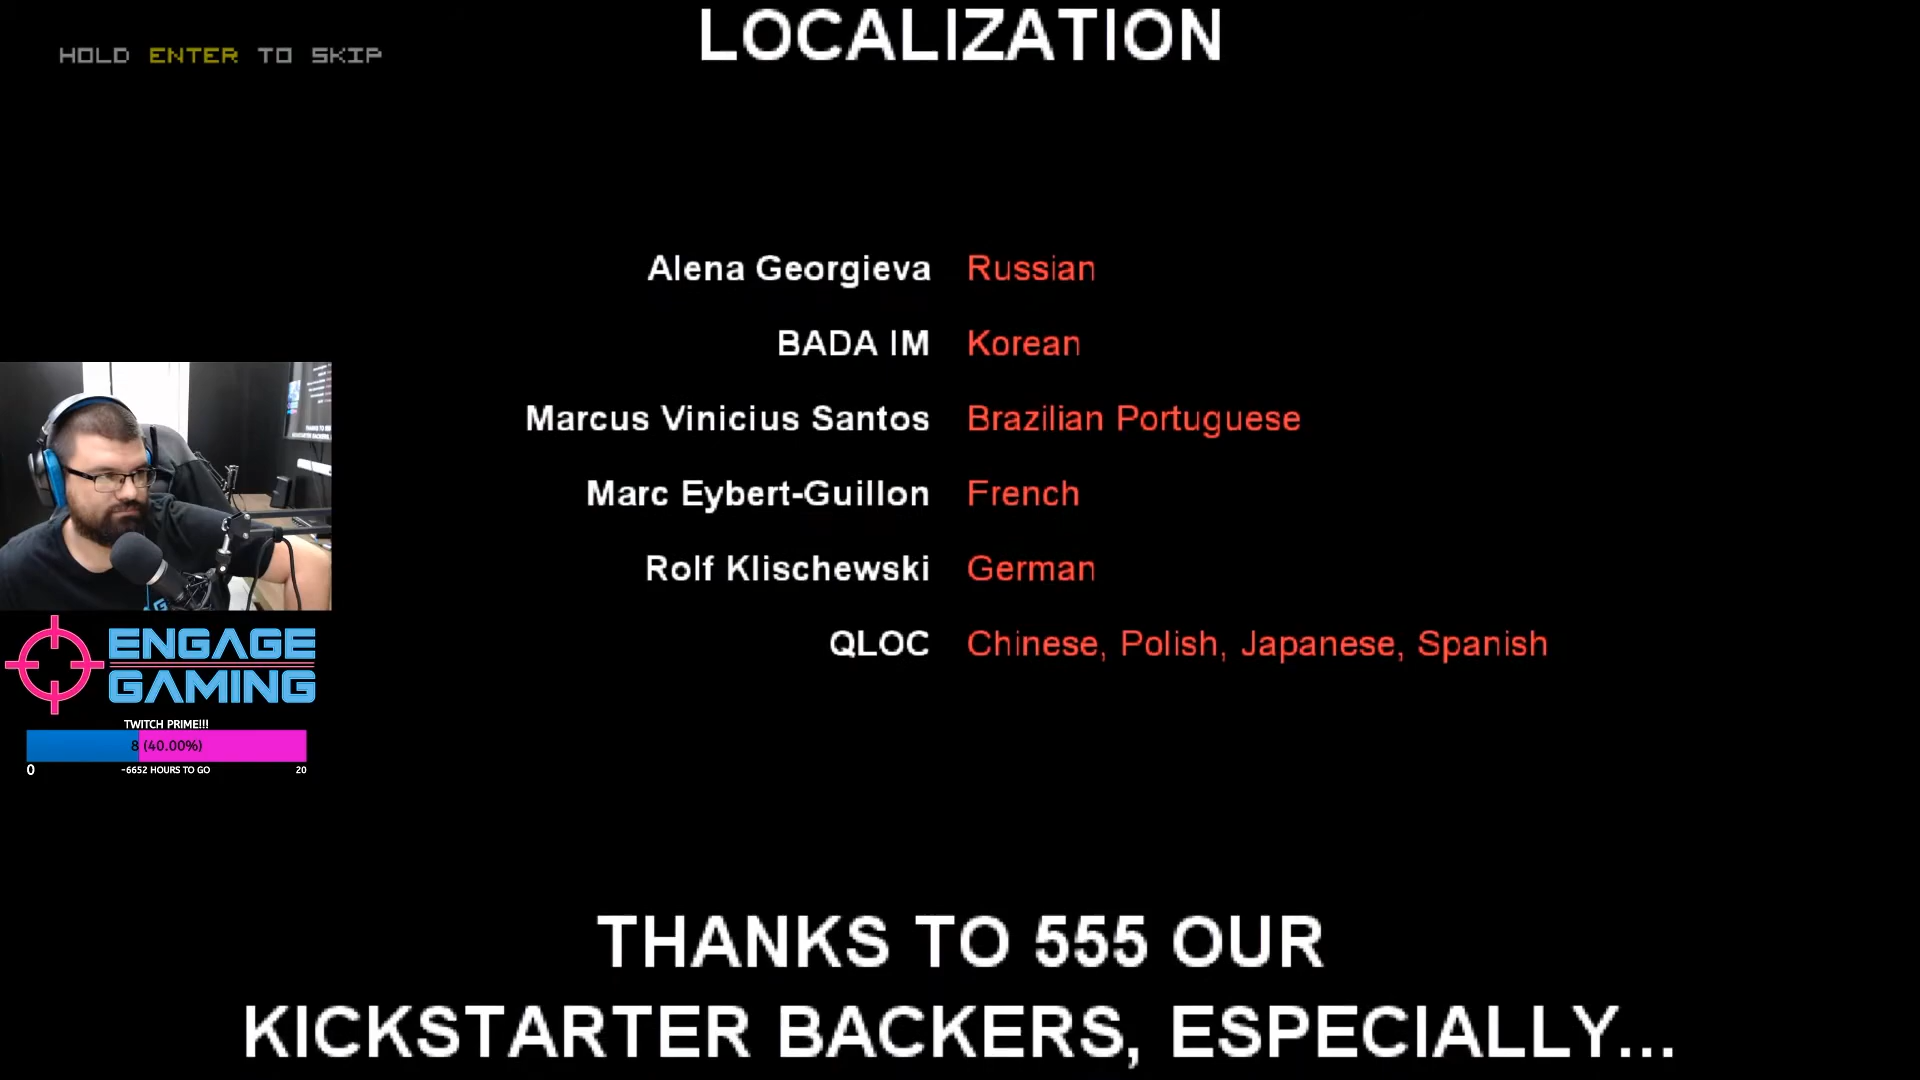 LOCALIZATION
HOLD ENTER TO SKIP
Alena Georgieva Russian
BADA IM Korean
Marcus Vinicius Santos Brazilian Portuguese
Marc Eybert-Guillon French
Rolf Klischewski German
QLOC Chinese, Polish, Japanese, Spanish
ENGAGE
GAMING
TWITCH PRIME!!!
8 (40.00%)
0 -6652 HOURS TO GO 20
THANKS TO 555 OUR
KICKSTARTER BACKERS, ESPECIALLY...